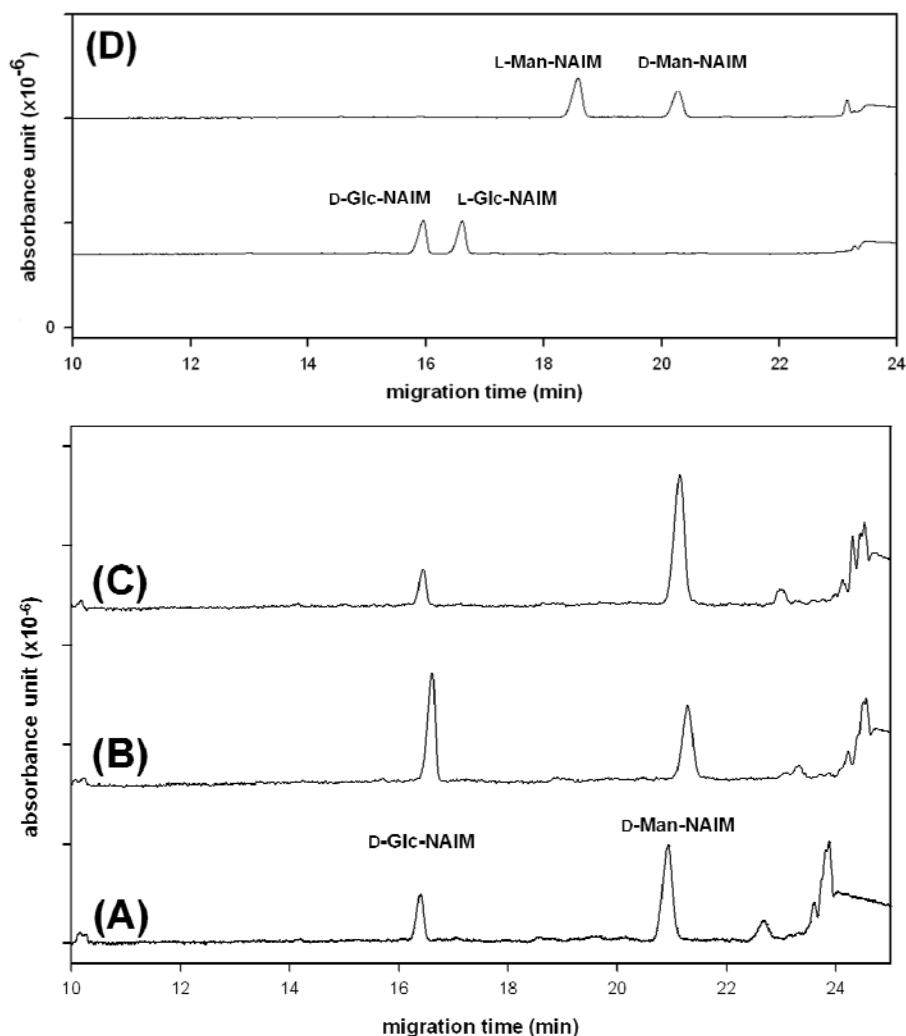 (D)
L-Man-NAIM D-Man-NAIM
D-Glc-NAIM L-Glc-NAIM
absorbance unit (x10-6)
0
10 12 14 16 18 20 22 24
migration time (min)
(C)
(B)
D-Glc-NAIM D-Man-NAIM
(A)
absorbance unit (x10-6)
10 12 14 16 18 20 22 24
migration time (min)